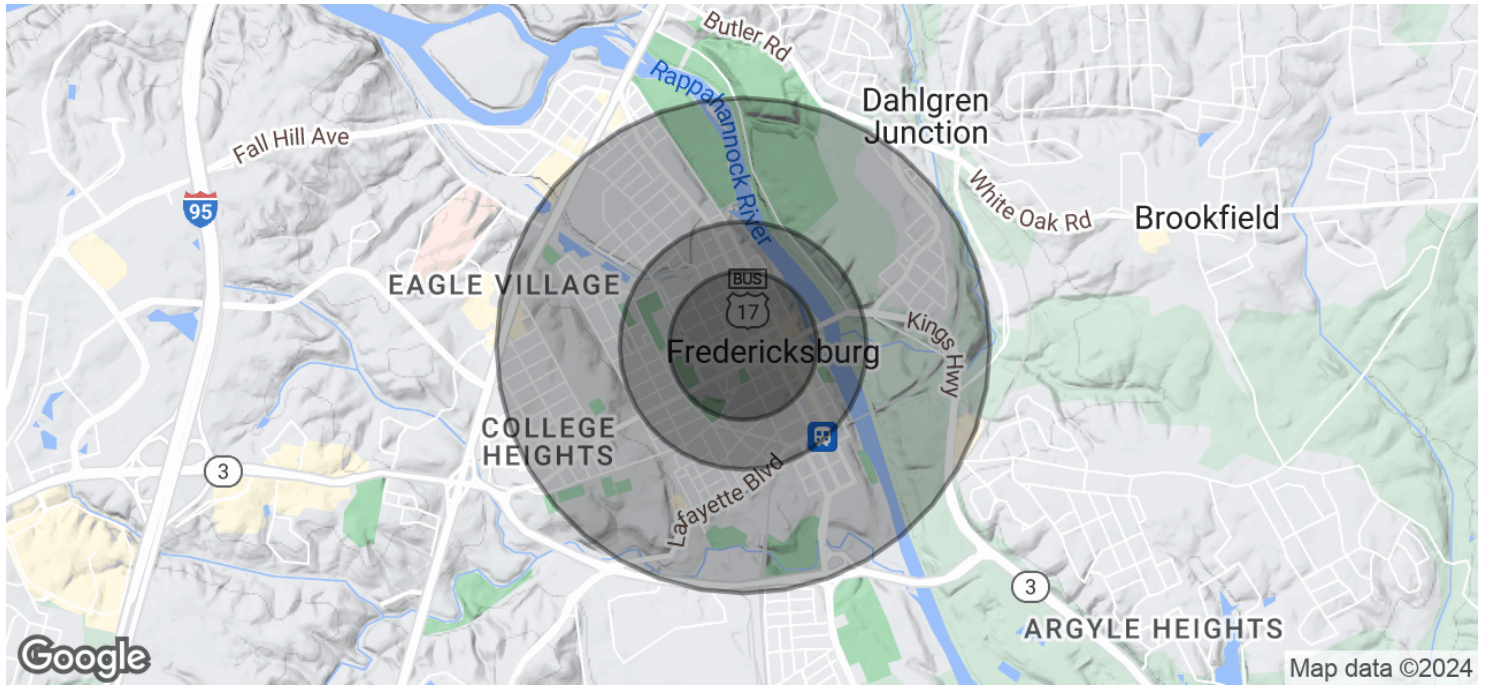 Butler Rd
Rappahannock River
Dahlgren
Junction
Fall Hill Ave
White Oak Rd
95
Brookfield
EAGLE VILLAGE
BUS
17
Kings Hwy
Fredericksburg
COLLEGE
HEIGHTS
3
Lafayette Blvd
3
ARGYLE HEIGHTS
Google
Map data ©2024